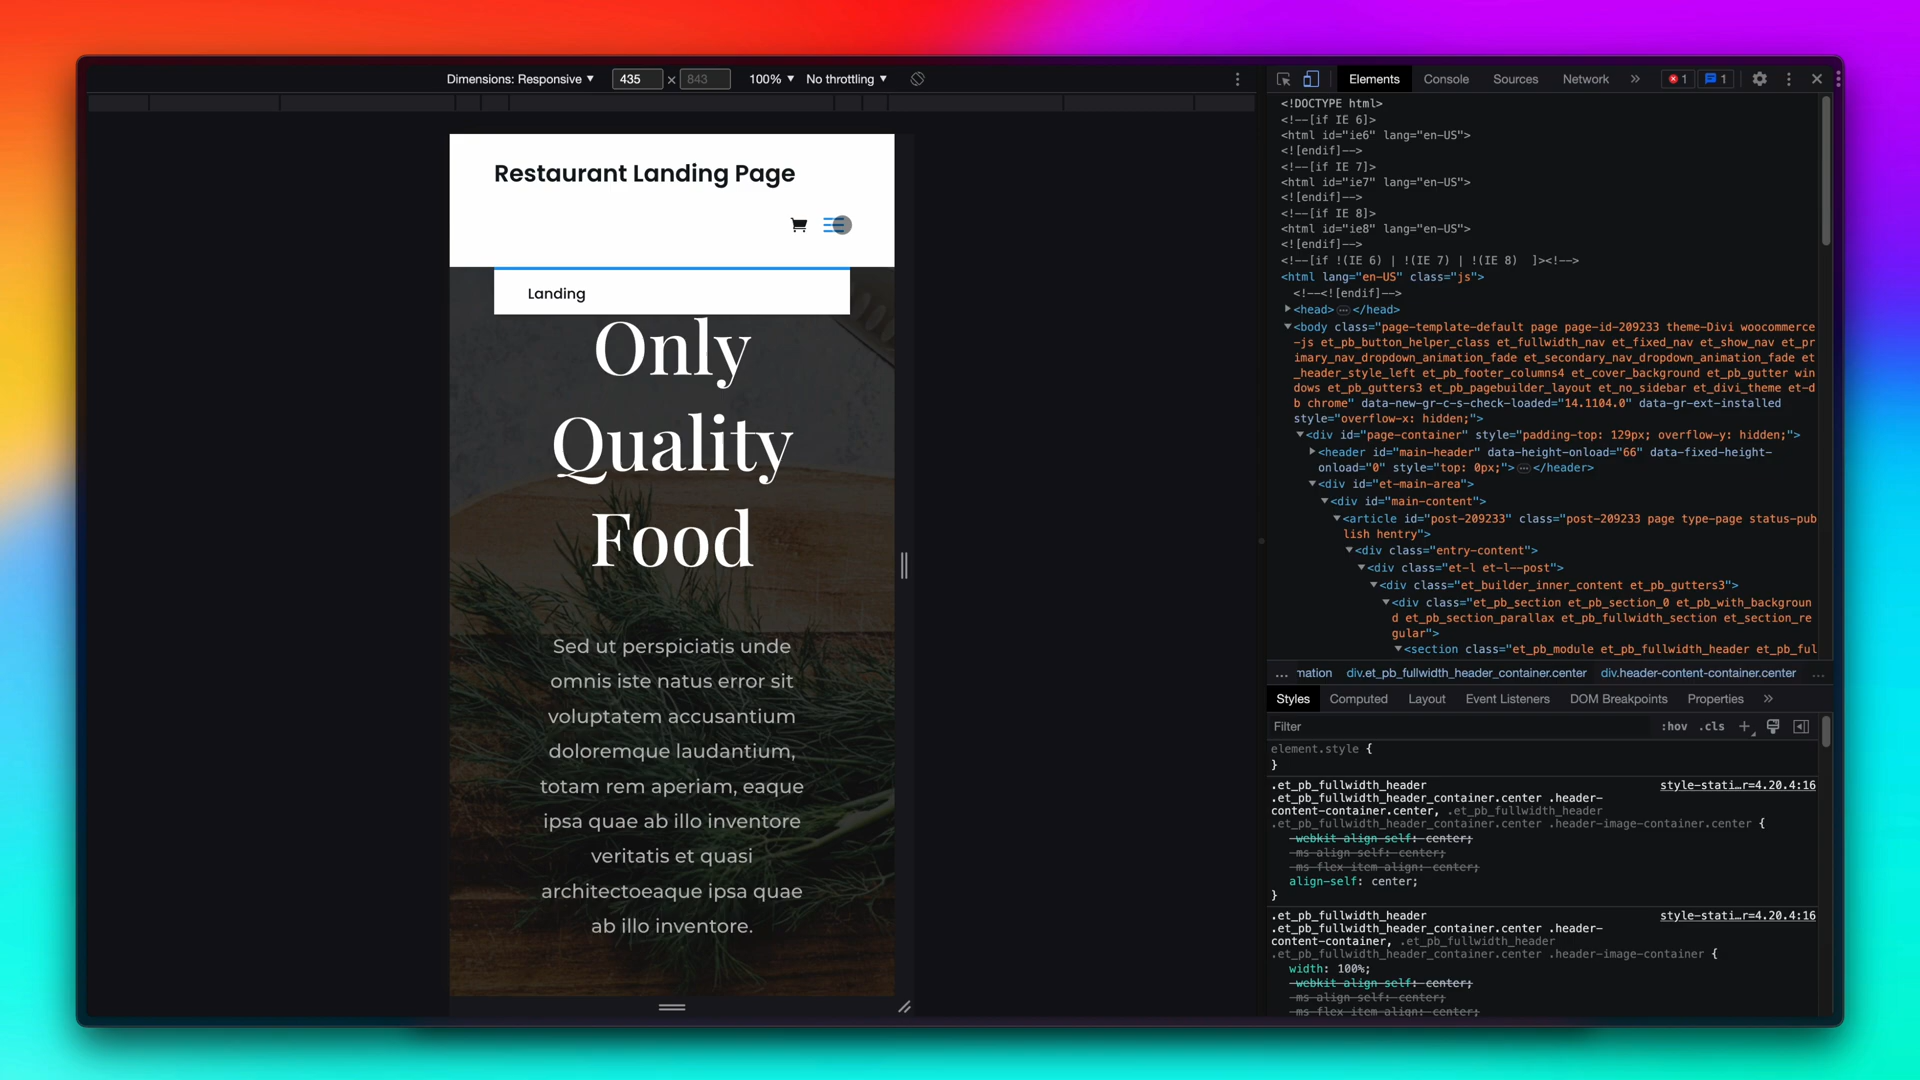 Dimensions: Responsive ▼ 435 × 843 100% ▼ No throttling ▼
Restaurant Landing Page
Landing
Only
Quality
Food
Sed ut perspiciatis unde
omnis iste natus error sit
voluptatem accusantium
doloremque laudantium,
totam rem aperiam, eaque
ipsa quae ab illo inventore
veritatis et quasi
architectoeaque ipsa quae
ab illo inventore.
Elements Console Sources Network » 1 1
<!DOCTYPE html>
<!--[if IE 6]>
<html id="ie6" lang="en-US">
<![endif]-->
<!--[if IE 7]>
<html id="ie7" lang="en-US">
<![endif]-->
<!--[if IE 8]>
<html id="ie8" lang="en-US">
<![endif]-->
<!--[if !(IE 6) | !(IE 7) | !(IE 8)  ]><!-->
<html lang="en-US" class="js">
<!--<![endif]-->
<head> … </head>
<body class="page-template-default page page-id-209233 theme-Divi woocommerce
-js et_pb_button_helper_class et_fullwidth_nav et_fixed_nav et_show_nav et_pr
imary_nav_dropdown_animation_fade et_secondary_nav_dropdown_animation_fade et
_header_style_left et_pb_footer_columns4 et_cover_background et_pb_gutter win
dows et_pb_gutters3 et_pb_pagebuilder_layout et_no_sidebar et_divi_theme et-d
b chrome" data-new-gr-c-s-check-loaded="14.1104.0" data-gr-ext-installed
style="overflow-x: hidden;">
<div id="page-container" style="padding-top: 129px; overflow-y: hidden;">
<header id="main-header" data-height-onload="66" data-fixed-height-
onload="0" style="top: 0px;"> … </header>
<div id="et-main-area">
<div id="main-content">
<article id="post-209233" class="post-209233 page type-page status-pub
lish hentry">
<div class="entry-content">
<div class="et-l et-l--post">
<div class="et_builder_inner_content et_pb_gutters3">
<div class="et_pb_section et_pb_section_0 et_pb_with_backgroun
d et_pb_section_parallax et_pb_fullwidth_section et_section_re
gular">
<section class="et_pb_module et_pb_fullwidth_header et_pb_ful
… mation div.et_pb_fullwidth_header_container.center div.header-content-container.center …
Styles Computed Layout Event Listeners DOM Breakpoints Properties »
Filter :hov .cls +
element.style {
}
.et_pb_fullwidth_header style-stati…r=4.20.4:16
.et_pb_fullwidth_header_container.center .header-
content-container.center, .et_pb_fullwidth_header
.et_pb_fullwidth_header_container.center .header-image-container.center {
-webkit-align-self: center;
-ms-align-self: center;
-ms-flex-item-align: center;
align-self: center;
}
.et_pb_fullwidth_header style-stati…r=4.20.4:16
.et_pb_fullwidth_header_container.center .header-
content-container, .et_pb_fullwidth_header
.et_pb_fullwidth_header_container.center .header-image-container {
width: 100%;
-webkit-align-self: center;
-ms-align-self: center;
-ms-flex-item-align: center;